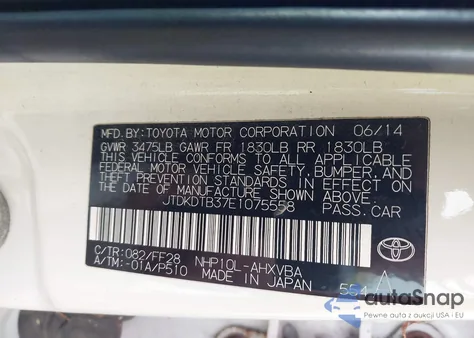 MFD.BY:TOYOTA MOTOR CORPORATION 06/14
GVWR 3475LB GAWR FR 1830LB RR 1830LB
THIS VEHICLE CONFORMS TO ALL APPLICABLE
FEDERAL MOTOR VEHICLE SAFETY,BUMPER,AND
THEFT PREVENTION STANDARDS IN EFFECT ON
THE DATE OF MANUFACTURE SHOWN ABOVE.
JTDKDTB37E1075558 PASS.CAR
C/TR:082/FF28 NHP10L-AHXVBA
A/TM:-01A/P510 MADE IN JAPAN
TOYOTA
554
autoSnap
Pewne auta z aukcji USA i EU